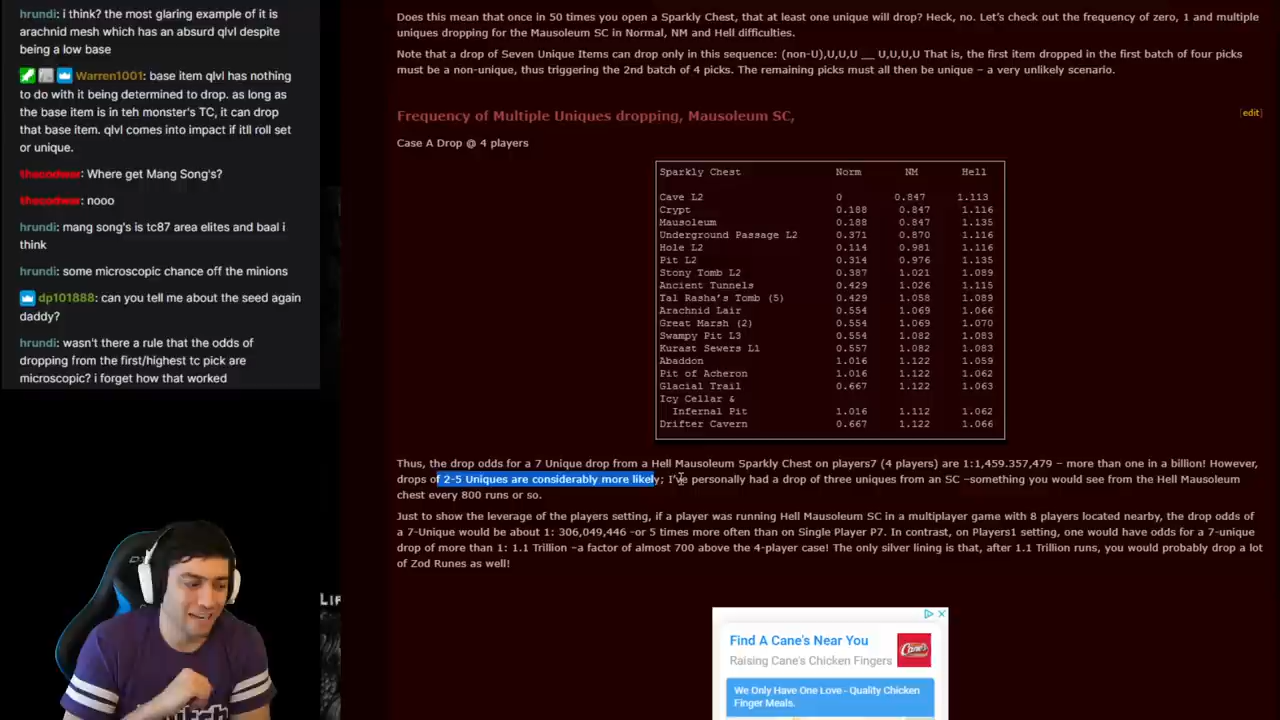 hrundi: i think? the most glaring example of it is
arachnid mesh which has an absurd qlvl despite
being a low base
Warren1001: base item qlvl has nothing
to do with it being determined to drop. as long as
the base item is in teh monster's TC, it can drop
that base item. qlvl comes into impact if itll roll set
or unique.
thecodwar: Where get Mang Song's?
thecodwar: nooo
hrundi: mang song's is tc87 area elites and baal i
think
hrundi: some microscopic chance off the minions
dp101888: can you tell me about the seed again
daddy?
hrundi: wasn't there a rule that the odds of
dropping from the first/highest tc pick are
microscopic? i forget how that worked
Does this mean that once in 50 times you open a Sparkly Chest, that at least one unique will drop? Heck, no. Let's check out the frequency of zero, 1 and multiple
uniques dropping for the Mausoleum SC in Normal, NM and Hell difficulties.
Note that a drop of Seven Unique Items can drop only in this sequence: (non-U),U,U,U __ U,U,U,U That is, the first item dropped in the first batch of four picks
must be a non-unique, thus triggering the 2nd batch of 4 picks. The remaining picks must all then be unique – a very unlikely scenario.
Frequency of Multiple Uniques dropping, Mausoleum SC,
[edit]
Case A Drop @ 4 players
Sparkly Chest Norm NM Hell
Cave L2 0 0.847 1.113
Crypt 0.188 0.847 1.116
Mausoleum 0.188 0.847 1.135
Underground Passage L2 0.371 0.870 1.116
Hole L2 0.114 0.981 1.116
Pit L2 0.314 0.976 1.135
Stony Tomb L2 0.387 1.021 1.089
Ancient Tunnels 0.429 1.026 1.115
Tal Rasha's Tomb (5) 0.429 1.058 1.089
Arachnid Lair 0.554 1.069 1.066
Great Marsh (2) 0.554 1.069 1.070
Swampy Pit L3 0.554 1.082 1.083
Kurast Sewers L1 0.557 1.082 1.083
Abaddon 1.016 1.122 1.059
Pit of Acheron 1.016 1.122 1.062
Glacial Trail 0.667 1.122 1.063
Icy Cellar &
Infernal Pit 1.016 1.112 1.062
Drifter Cavern 0.667 1.122 1.066
Thus, the drop odds for a 7 Unique drop from a Hell Mausoleum Sparkly Chest on players7 (4 players) are 1:1,459.357,479 – more than one in a billion! However,
drops of 2-5 Uniques are considerably more likely; I've personally had a drop of three uniques from an SC –something you would see from the Hell Mausoleum
chest every 800 runs or so.
Just to show the leverage of the players setting, if a player was running Hell Mausoleum SC in a multiplayer game with 8 players located nearby, the drop odds of
a 7-Unique would be about 1: 306,049,446 -or 5 times more often than on Single Player P7. In contrast, on Players1 setting, one would have odds for a 7-unique
drop of more than 1: 1.1 Trillion –a factor of almost 700 above the 4-player case! The only silver lining is that, after 1.1 Trillion runs, you would probably drop a lot
of Zod Runes as well!
Find A Cane's Near You
Raising Cane's Chicken Fingers
Cane's
We Only Have One Love - Quality Chicken
Finger Meals.